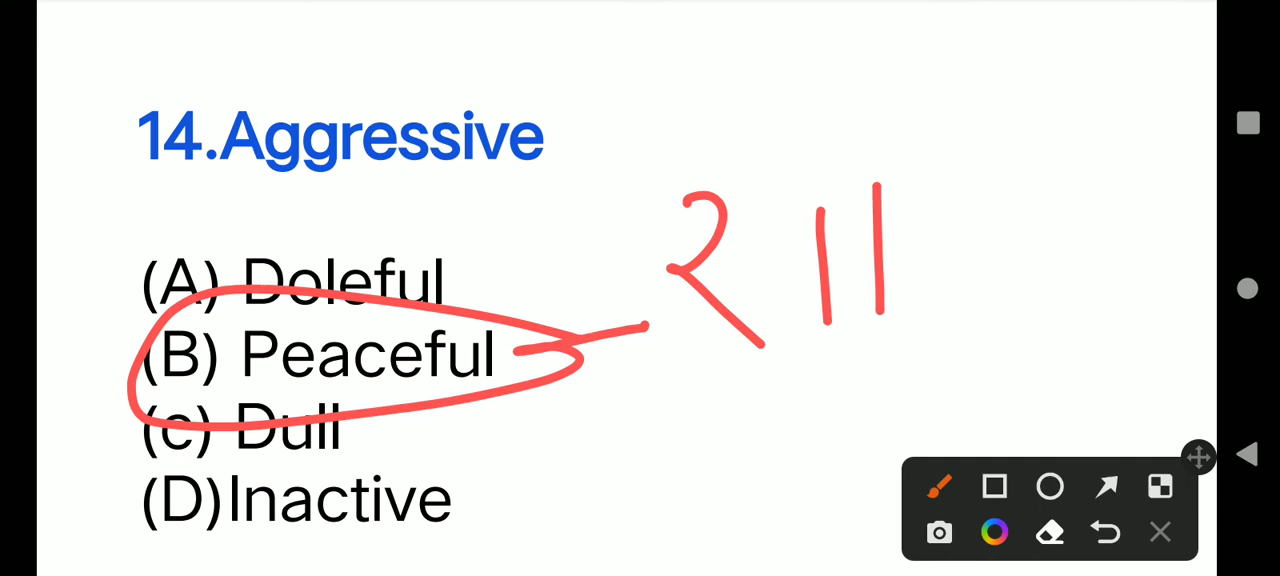 14.Aggressive
(A) Doleful
(B) Peaceful
(c) Dull
(D)Inactive